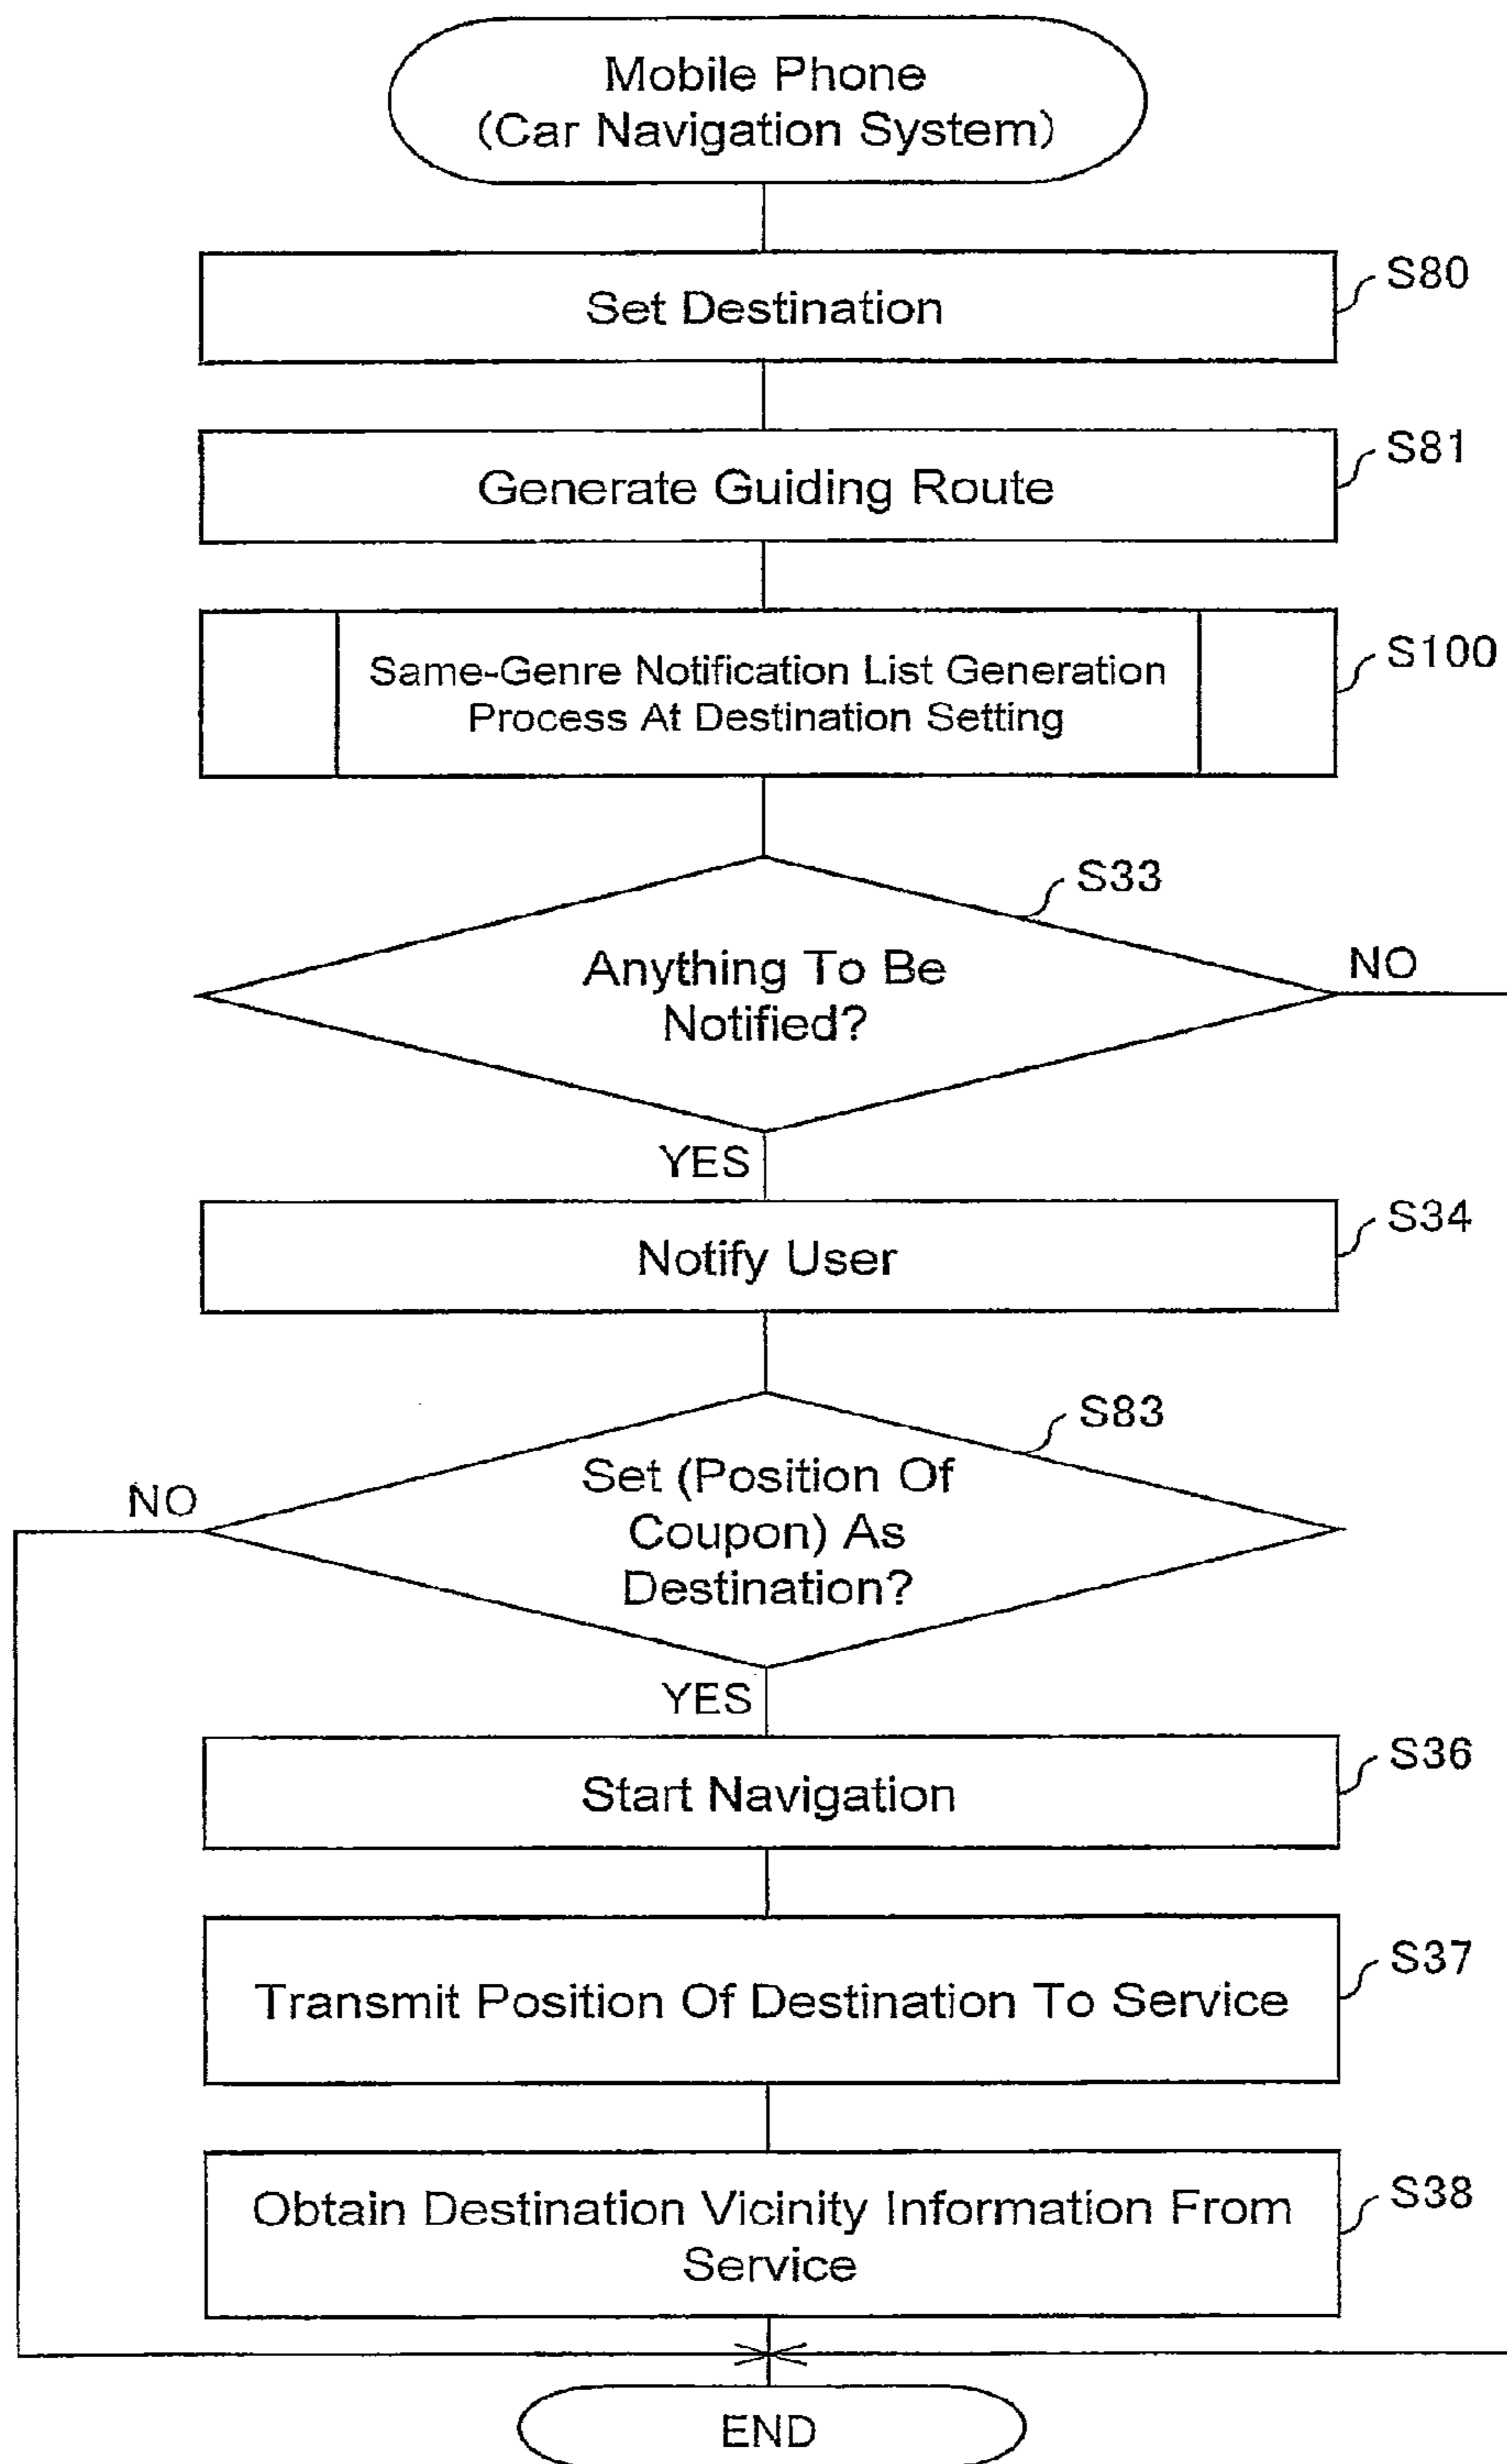 Mobile Phone
(Car Navigation System)
S80
Set Destination
S81
Generate Guiding Route
S100
Same-Genre Notification List Generation
Process At Destination Setting
S33
Anything To Be
Notified?
NO
YES
S34
Notify User
S83
Set (Position Of
Coupon) As
Destination?
NO
YES
S36
Start Navigation
S37
Transmit Position Of Destination To Service
S38
Obtain Destination Vicinity Information From
Service
END